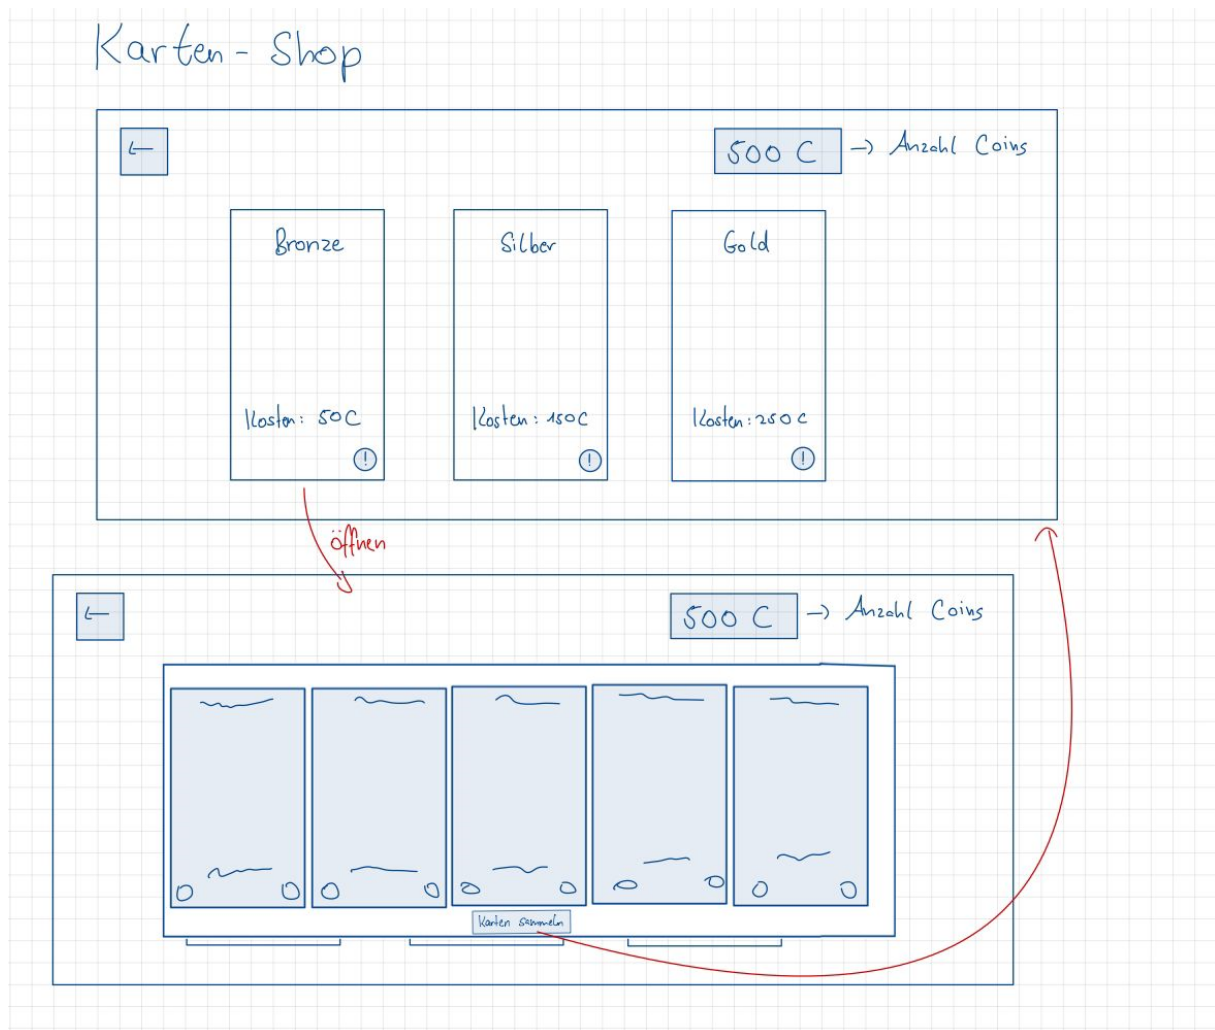 Karten - Shop
←
500 C → Anzahl Coins
Bronze
Silber
Gold
Kosten: 50C
Kosten: 150C
Kosten: 250C
!
!
!
öffnen
←
500 C → Anzahl Coins
Karten sammeln